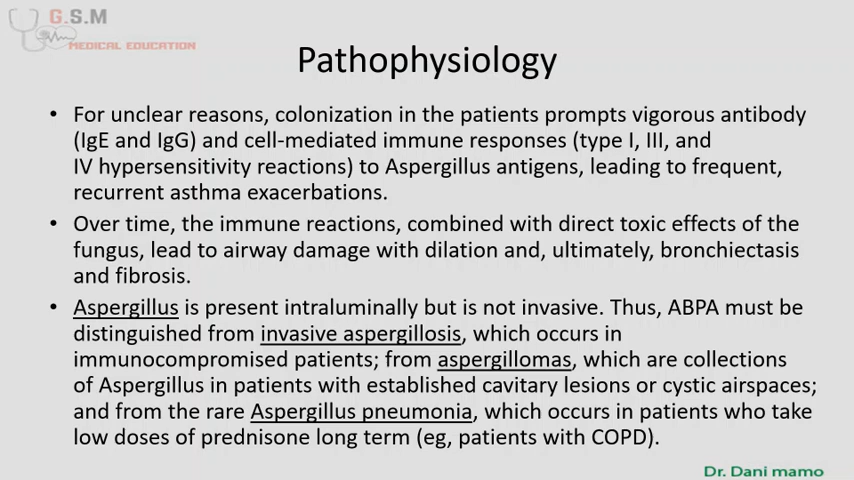 G.S.M
MEDICAL EDUCATION
Pathophysiology
• For unclear reasons, colonization in the patients prompts vigorous antibody
(IgE and IgG) and cell-mediated immune responses (type I, III, and
IV hypersensitivity reactions) to Aspergillus antigens, leading to frequent,
recurrent asthma exacerbations.
• Over time, the immune reactions, combined with direct toxic effects of the
fungus, lead to airway damage with dilation and, ultimately, bronchiectasis
and fibrosis.
• Aspergillus is present intraluminally but is not invasive. Thus, ABPA must be
distinguished from invasive aspergillosis, which occurs in
immunocompromised patients; from aspergillomas, which are collections
of Aspergillus in patients with established cavitary lesions or cystic airspaces;
and from the rare Aspergillus pneumonia, which occurs in patients who take
low doses of prednisone long term (eg, patients with COPD).
Dr. Dani mamo